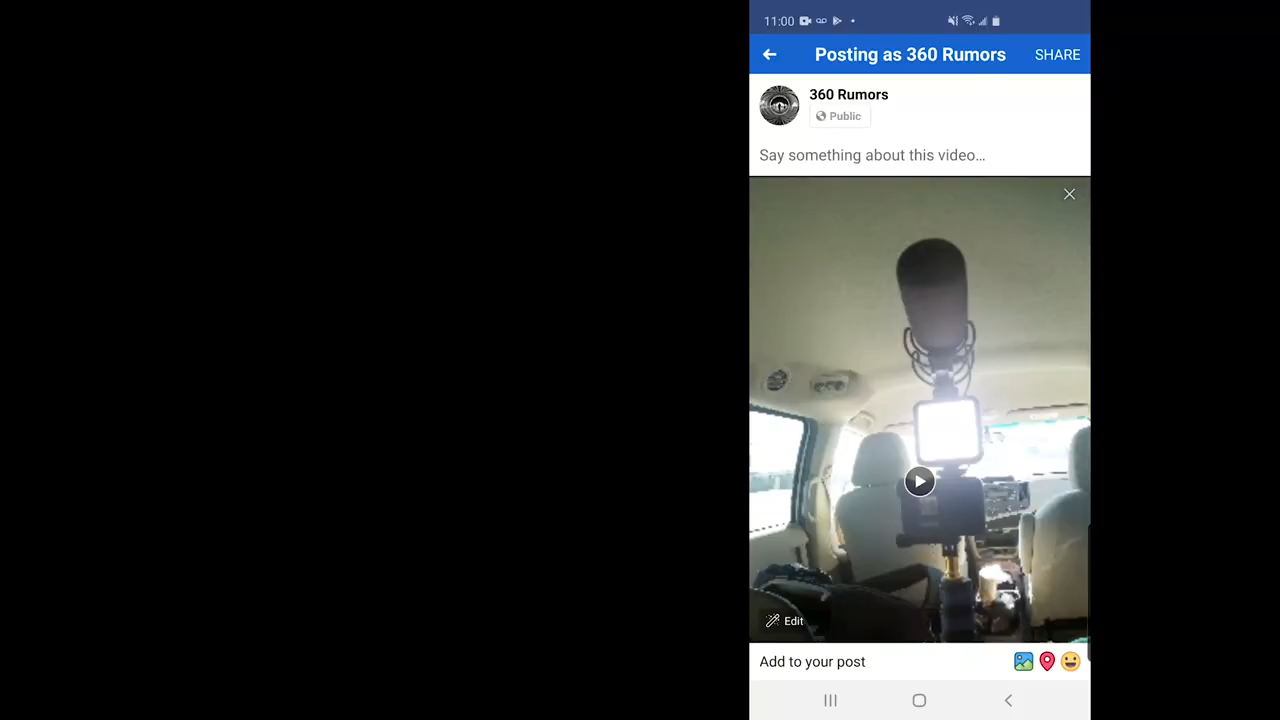 11:00
Posting as 360 Rumors SHARE
360 Rumors
Public
Say something about this video...
Edit
Add to your post